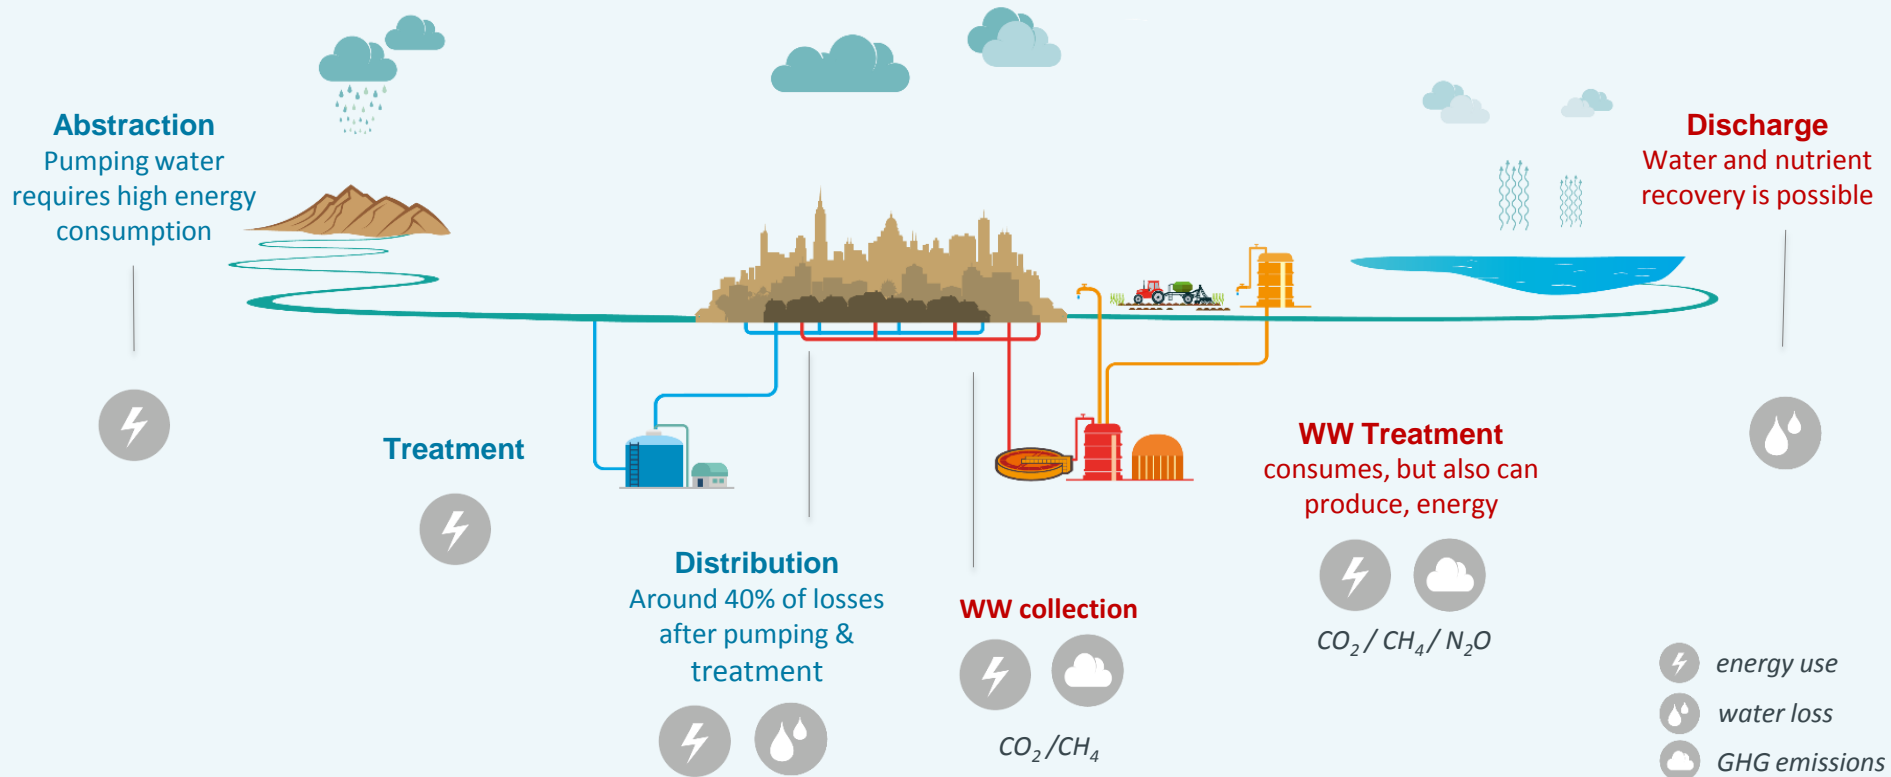 Abstraction
Pumping water
requires high energy
consumption
Treatment
Distribution
Around 40% of losses
after pumping &
treatment
WW collection
CO₂ /CH₄
WW Treatment
consumes, but also can
produce, energy
CO₂ / CH₄ / N₂O
Discharge
Water and nutrient
recovery is possible
energy use
water loss
GHG emissions